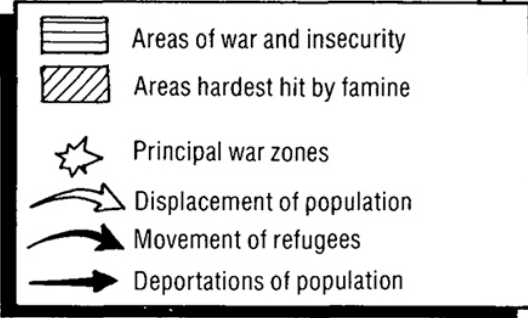 Areas of war and insecurity
Areas hardest hit by famine
Principal war zones
Displacement of population
Movement of refugees
Deportations of population